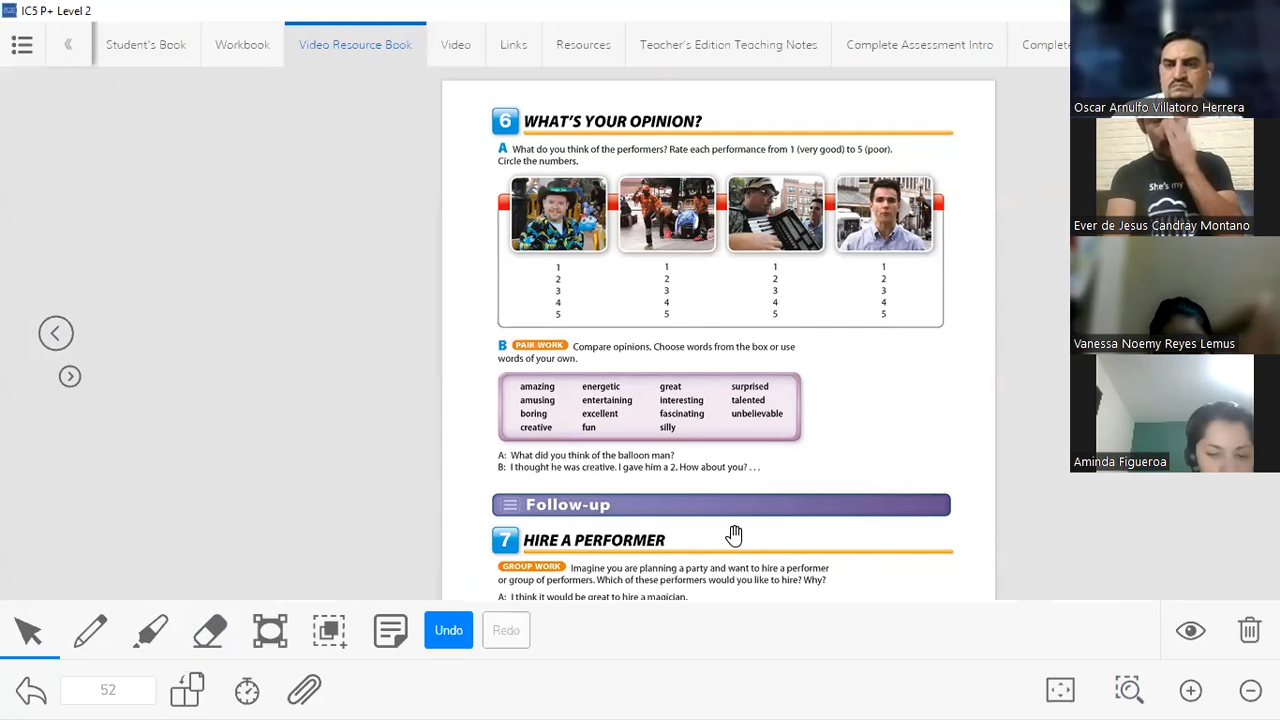 IC5 P+ Level 2
Student's Book
Workbook
Video Resource Book
Video
Links
Resources
Teacher's Edition Teaching Notes
Complete Assessment Intro
Complete
6 WHAT'S YOUR OPINION?
A What do you think of the performers? Rate each performance from 1 (very good) to 5 (poor).
Circle the numbers.
1 1 1 1
2 2 2 2
3 3 3 3
4 4 4 4
5 5 5 5
B PAIR WORK Compare opinions. Choose words from the box or use
words of your own.
amazing energetic great surprised
amusing entertaining interesting talented
boring excellent fascinating unbelievable
creative fun silly
A: What did you think of the balloon man?
B: I thought he was creative. I gave him a 2. How about you? . . .
Follow-up
7 HIRE A PERFORMER
GROUP WORK Imagine you are planning a party and want to hire a performer
or group of performers. Which of these performers would you like to hire? Why?
A: I think it would be great to hire a magician.
Undo
Redo
52
Oscar Arnulfo Villatoro Herrera
She's my
Ever de Jesus Candray Montano
Vanessa Noemy Reyes Lemus
Aminda Figueroa